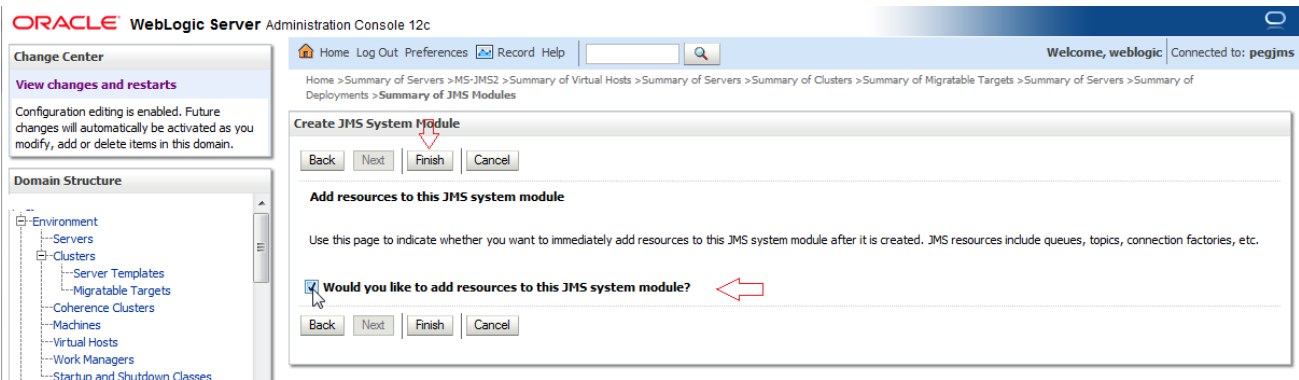 ORACLE WebLogic Server Administration Console 12c
Change Center
View changes and restarts
Configuration editing is enabled. Future
changes will automatically be activated as you
modify, add or delete items in this domain.
Domain Structure
Environment
Servers
Clusters
Server Templates
Migratable Targets
Coherence Clusters
Machines
Virtual Hosts
Work Managers
Startup and Shutdown Classes
Home Log Out Preferences Record Help
Welcome, weblogic Connected to: pegjms
Home >Summary of Servers >MS-JMS2 >Summary of Virtual Hosts >Summary of Servers >Summary of Clusters >Summary of Migratable Targets >Summary of Servers >Summary of
Deployments >Summary of JMS Modules
Create JMS System Module
Back Next Finish Cancel
Add resources to this JMS system module
Use this page to indicate whether you want to immediately add resources to this JMS system module after it is created. JMS resources include queues, topics, connection factories, etc.
Would you like to add resources to this JMS system module?
Back Next Finish Cancel